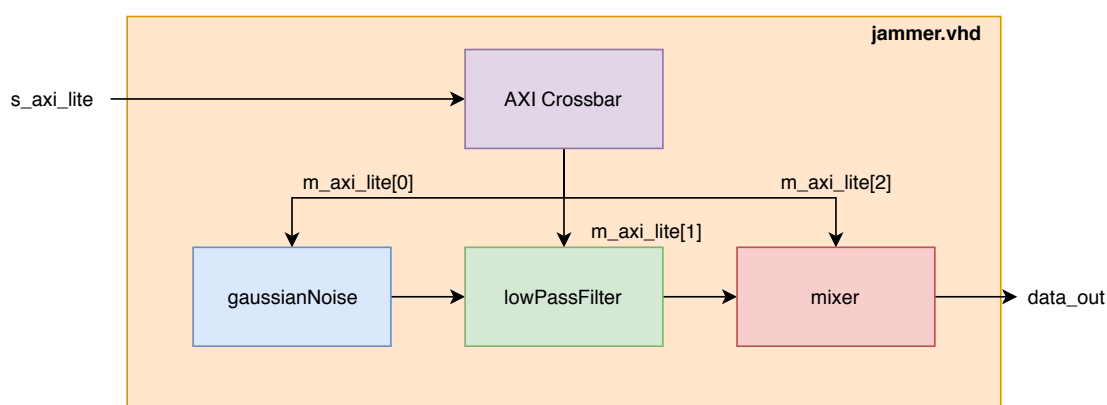 jammer.vhd
s_axi_lite
AXI Crossbar
m_axi_lite[0]
m_axi_lite[2]
m_axi_lite[1]
gaussianNoise
lowPassFilter
mixer
data_out